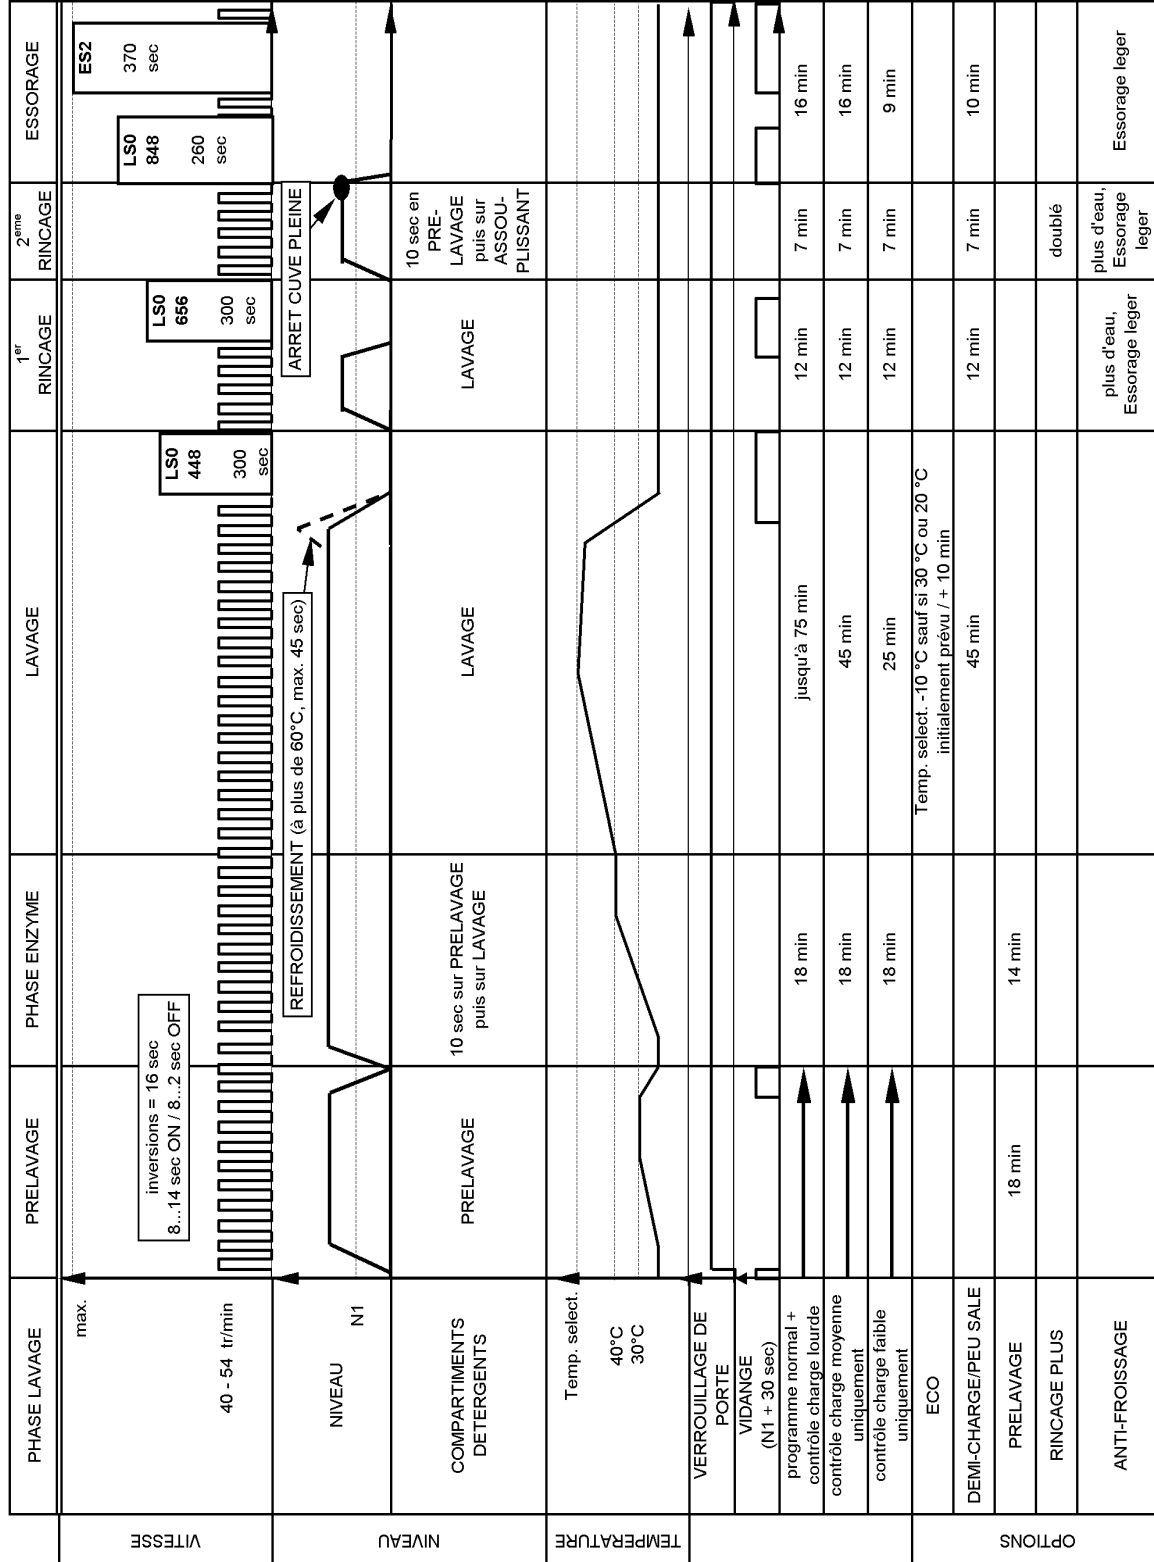 PHASE LAVAGE
PRELAVAGE
PHASE ENZYME
LAVAGE
1er
RINCAGE
2eme
RINCAGE
ESSORAGE
VITESSE
max.
40 - 54 tr/min
inversions = 16 sec
8...14 sec ON / 8...2 sec OFF
LS0
448
300
sec
LS0
656
300
sec
LS0
848
260
sec
ES2
370
sec
NIVEAU
NIVEAU
N1
REFROIDISSEMENT (à plus de 60°C, max. 45 sec)
ARRET CUVE PLEINE
COMPARTIMENTS
DETERGENTS
PRELAVAGE
10 sec sur PRELAVAGE
puis sur LAVAGE
LAVAGE
LAVAGE
10 sec en
PRE-
LAVAGE
puis sur
ASSOU-
PLISSANT
TEMPERATURE
Temp. select.
40°C
30°C
VERROUILLAGE DE
PORTE
VIDANGE
(N1 + 30 sec)
OPTIONS
programme normal +
contrôle charge lourde
18 min
jusqu'à 75 min
12 min
7 min
16 min
contrôle charge moyenne
uniquement
18 min
45 min
12 min
7 min
16 min
contrôle charge faible
uniquement
18 min
25 min
12 min
7 min
9 min
ECO
Temp. select. -10 °C sauf si 30 °C ou 20 °C
initialement prévu / + 10 min
DEMI-CHARGE/PEU SALE
45 min
12 min
7 min
10 min
PRELAVAGE
18 min
14 min
RINCAGE PLUS
doublé
ANTI-FROISSAGE
plus d'eau,
Essorage leger
plus d'eau,
Essorage
leger
Essorage leger